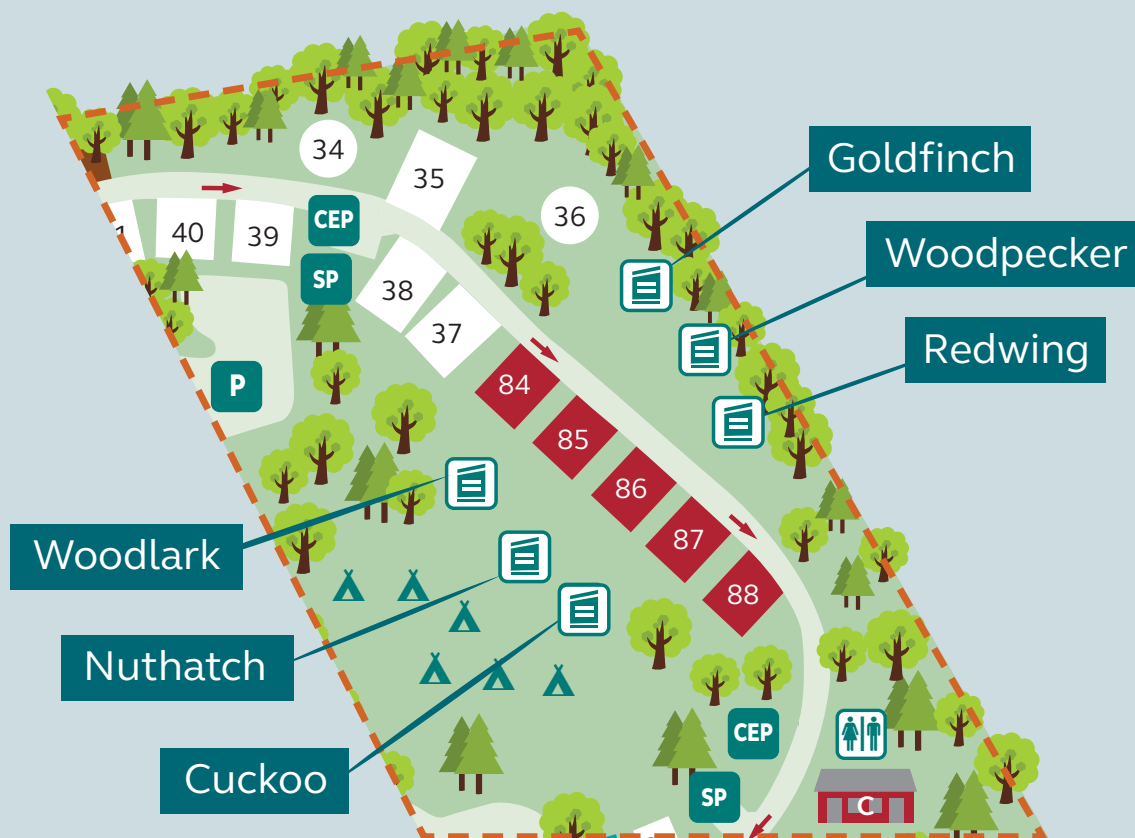 34
35
36
Goldfinch
40
39
CEP
SP
38
37
Woodpecker
Redwing
P
84
85
86
87
88
Woodlark
Nuthatch
Cuckoo
CEP
SP
C